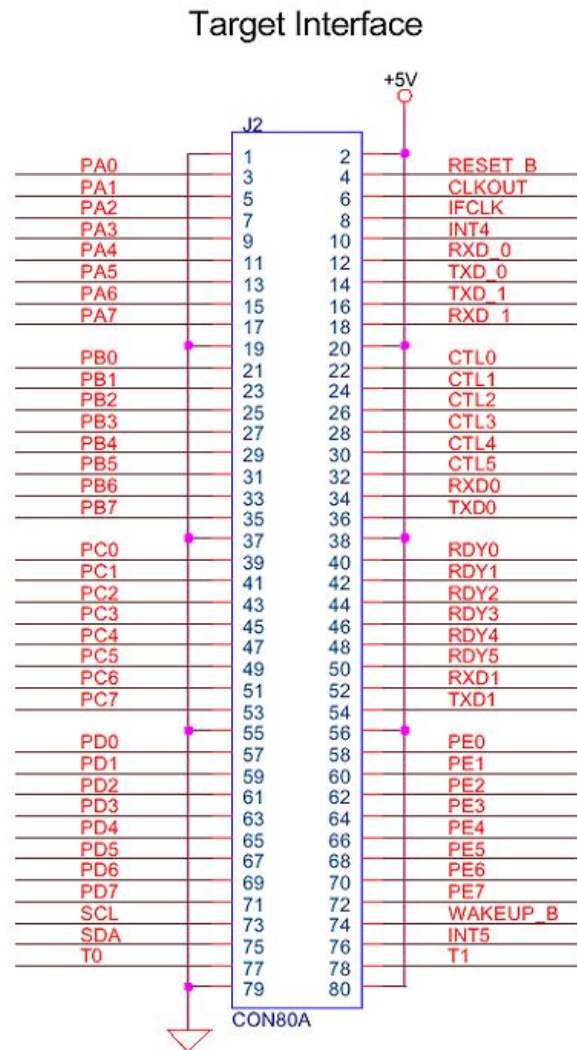 Target Interface
+5V
J2
1 2
PA0 3 4 RESET_B
PA1 5 6 CLKOUT
PA2 7 8 IFCLK
PA3 9 10 INT4
PA4 11 12 RXD_0
PA5 13 14 TXD_0
PA6 15 16 TXD_1
PA7 17 18 RXD_1
19 20
PB0 21 22 CTL0
PB1 23 24 CTL1
PB2 25 26 CTL2
PB3 27 28 CTL3
PB4 29 30 CTL4
PB5 31 32 CTL5
PB6 33 34 RXD0
PB7 35 36 TXD0
37 38
PC0 39 40 RDY0
PC1 41 42 RDY1
PC2 43 44 RDY2
PC3 45 46 RDY3
PC4 47 48 RDY4
PC5 49 50 RDY5
PC6 51 52 RXD1
PC7 53 54 TXD1
55 56
PD0 57 58 PE0
PD1 59 60 PE1
PD2 61 62 PE2
PD3 63 64 PE3
PD4 65 66 PE4
PD5 67 68 PE5
PD6 69 70 PE6
PD7 71 72 PE7
SCL 73 74 WAKEUP_B
SDA 75 76 INT5
T0 77 78 T1
79 80
CON80A